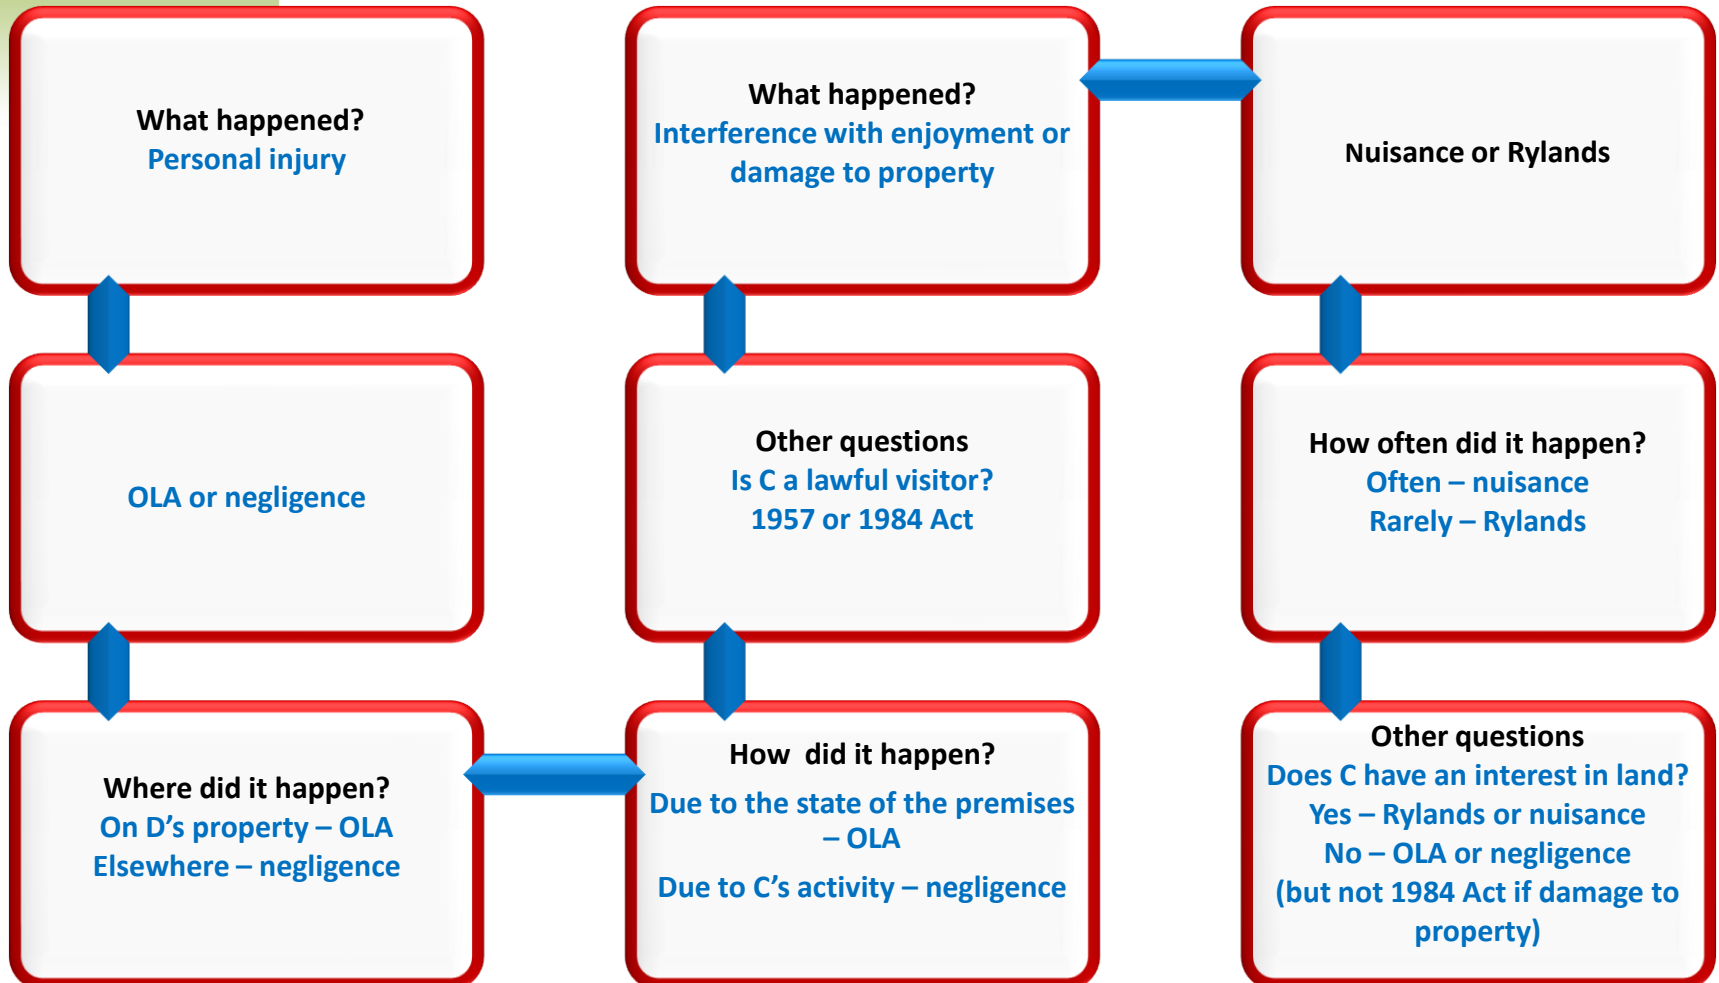 What happened?
Personal injury
OLA or negligence
Where did it happen?
On D's property – OLA
Elsewhere – negligence
How  did it happen?
Due to the state of the premises
– OLA
Due to C's activity – negligence
Other questions
Is C a lawful visitor?
1957 or 1984 Act
What happened?
Interference with enjoyment or
damage to property
Nuisance or Rylands
How often did it happen?
Often – nuisance
Rarely – Rylands
Other questions
Does C have an interest in land?
Yes – Rylands or nuisance
No – OLA or negligence
(but not 1984 Act if damage to
property)